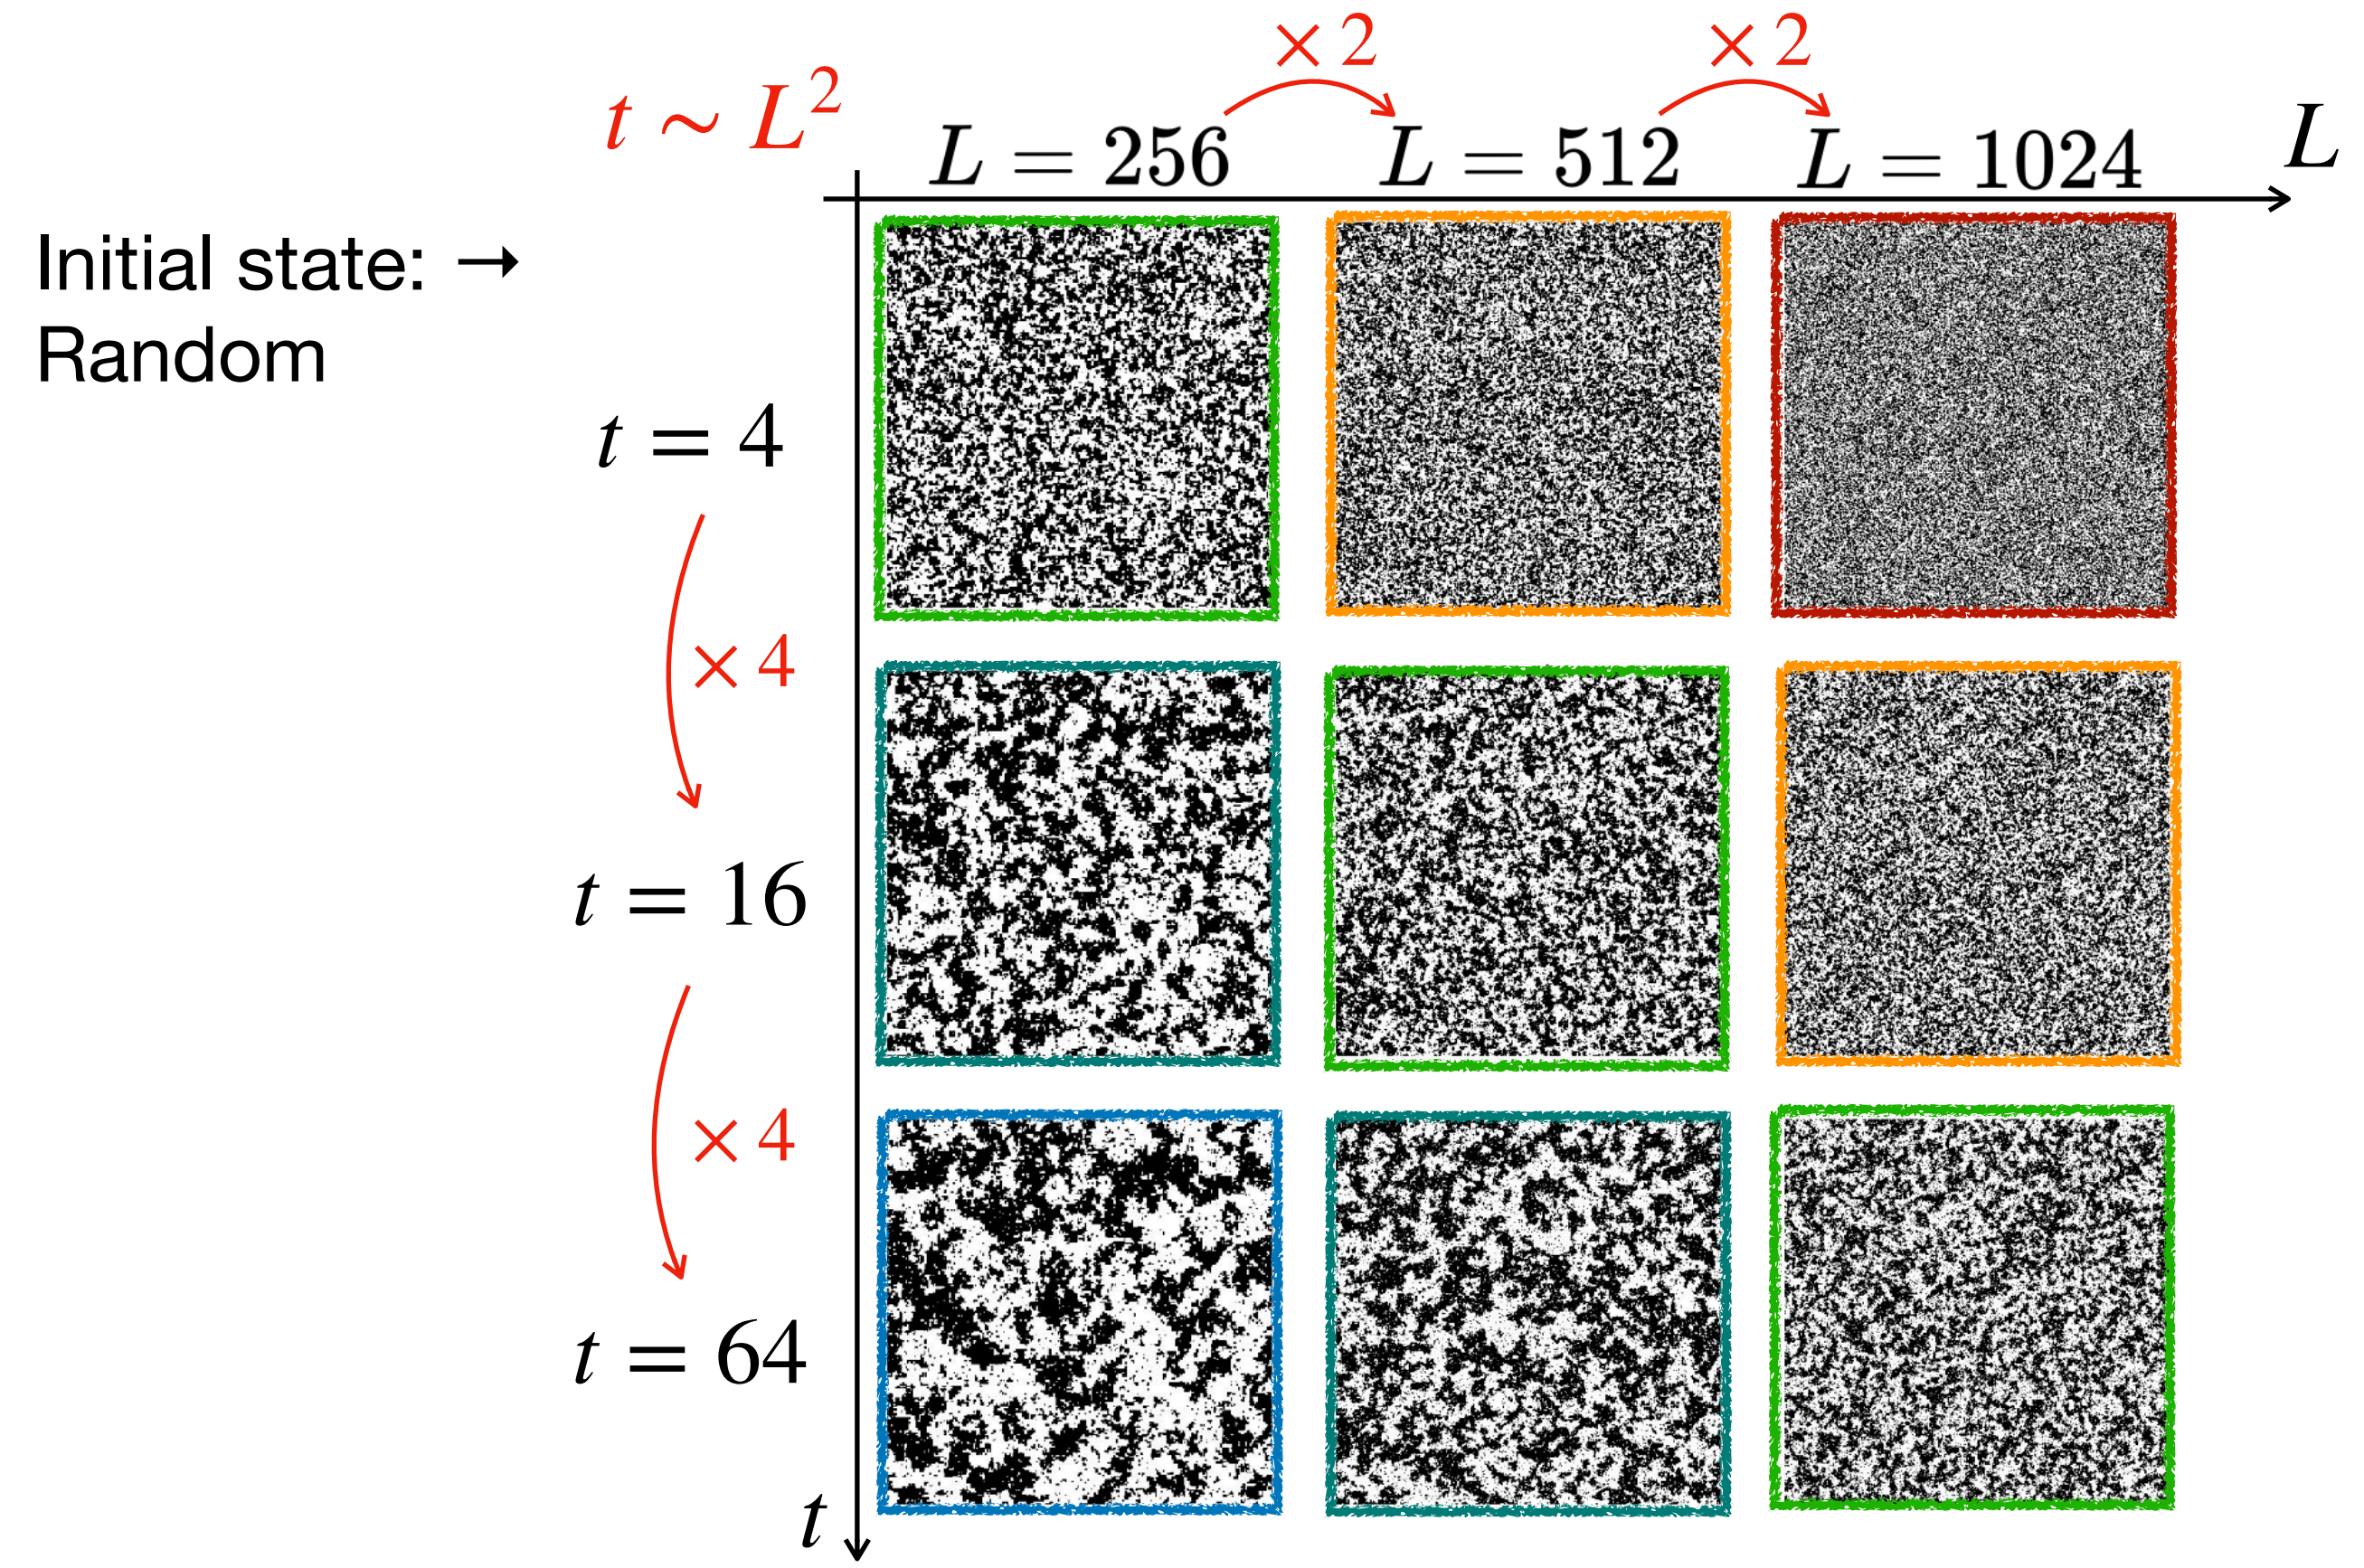 × 2
× 2
t ~ L²
L = 256
L = 512
L = 1024
L
Initial state: →
Random
t = 4
× 4
t = 16
× 4
t = 64
t